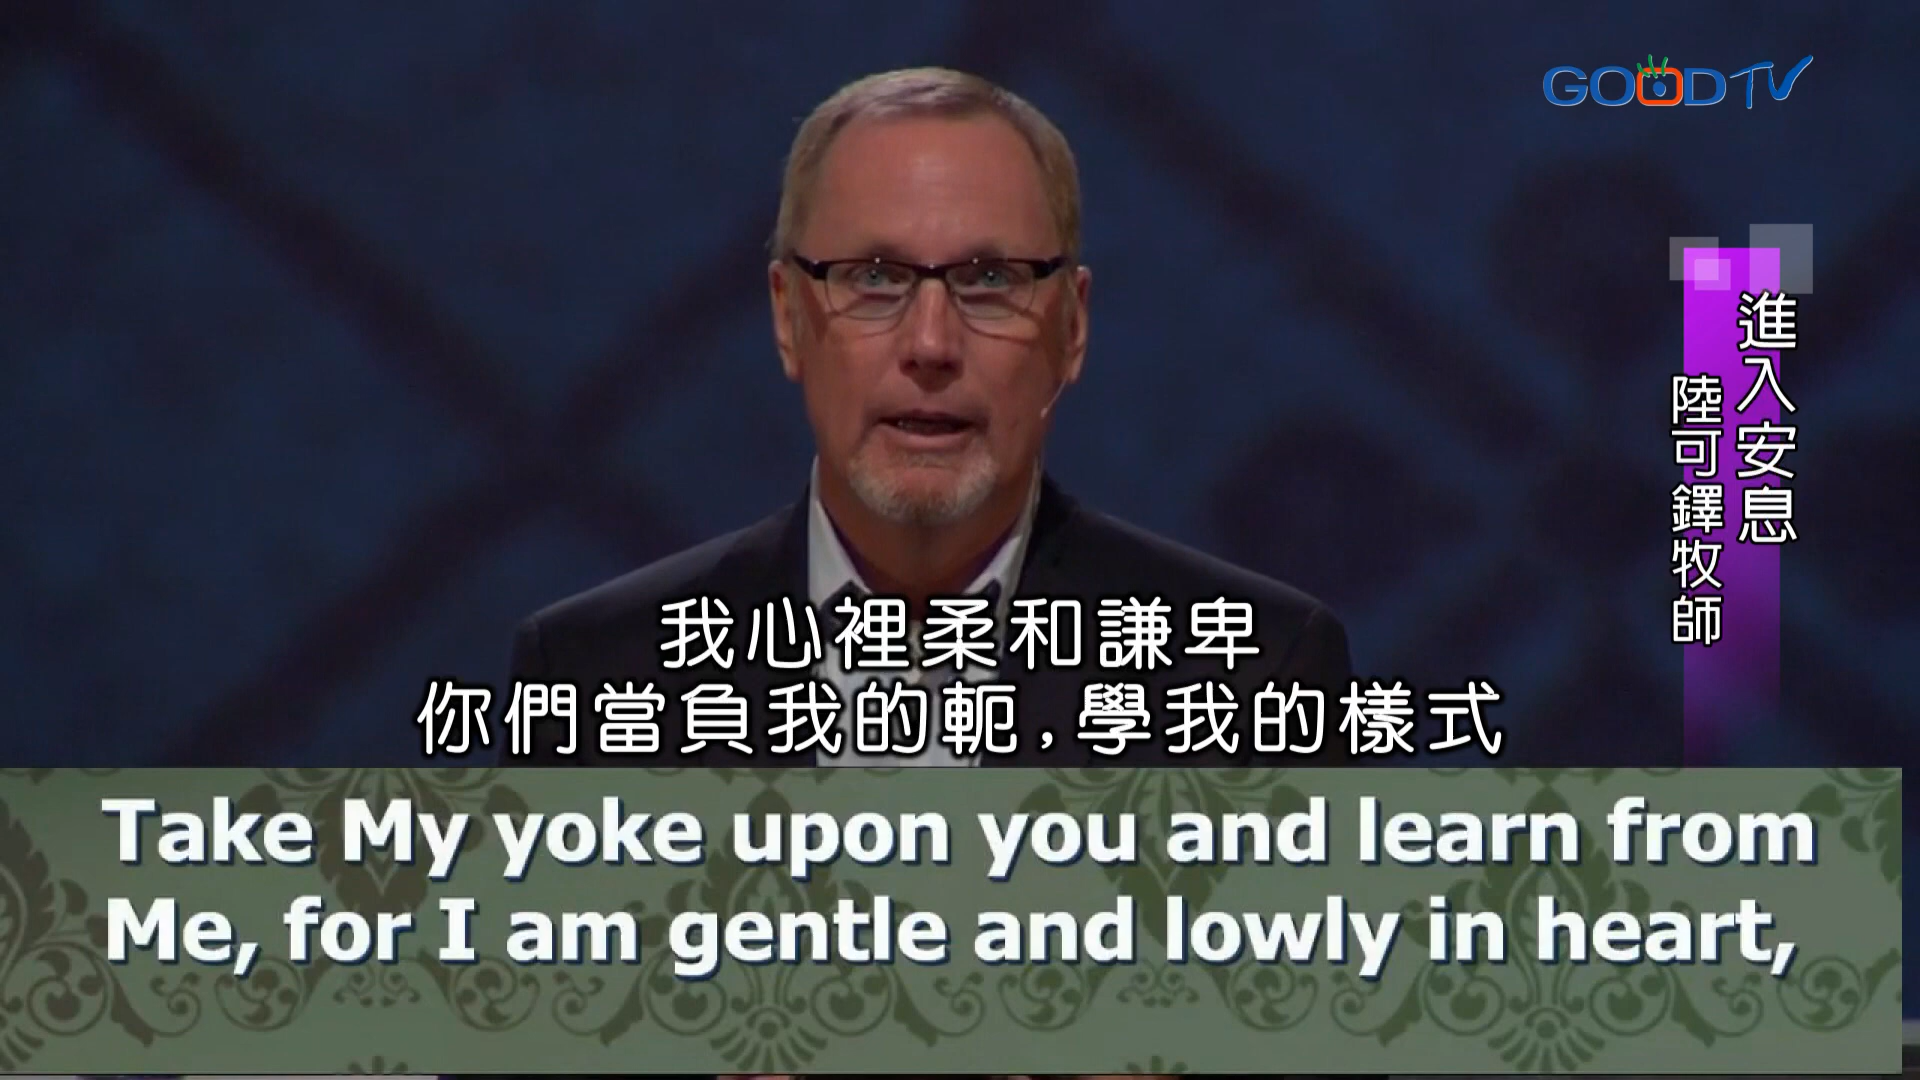 GOOD TV
進入安息
陸可鐸牧師
我心裡柔和謙卑
你們當負我的軛，學我的樣式
Take My yoke upon you and learn from
Me, for I am gentle and lowly in heart,